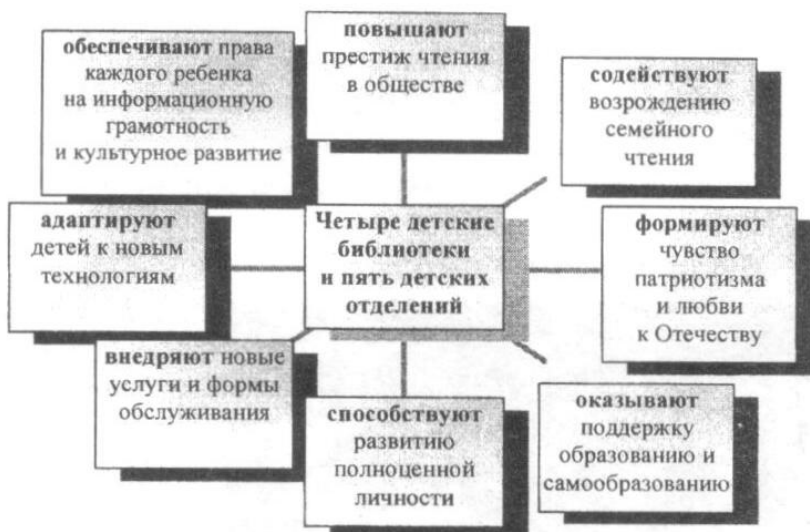 обеспечивают права
каждого ребенка
на информационную
грамотность
и культурное развитие
повышают
престиж чтения
в обществе
содействуют
возрождению
семейного
чтения
адаптируют
детей к новым
технологиям
Четыре детские
библиотеки
и пять детских
отделений
формируют
чувство
патриотизма
и любви
к Отечеству
внедряют новые
услуги и формы
обслуживания
способствуют
развитию
полноценной
личности
оказывают
поддержку
образованию и
самообразованию